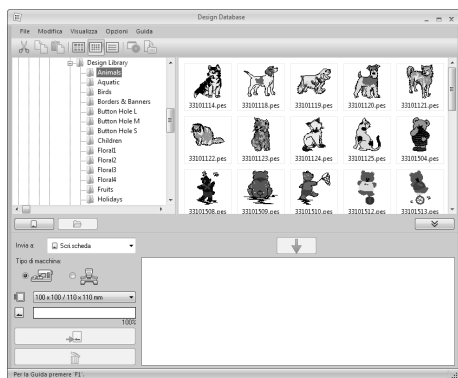 Design Database
File Modifica Visualizza Opzioni Guida
Design Library
Animals
Aquatic
Birds
Borders & Banners
Button Hole L
Button Hole M
Button Hole S
Children
Floral1
Floral2
Floral3
Floral4
Fruits
Holidays
33101114.pes 33101118.pes 33101119.pes 33101120.pes 33101121.pes
33101122.pes 33101123.pes 33101124.pes 33101125.pes 33101504.pes
33101508.pes 33101509.pes 33101510.pes 33101512.pes 33101513.pes
Invia a: Scri scheda
Tipo di macchina:
100 x 100 / 110 x 110 mm
100%
Per la Guida premere 'F1'.